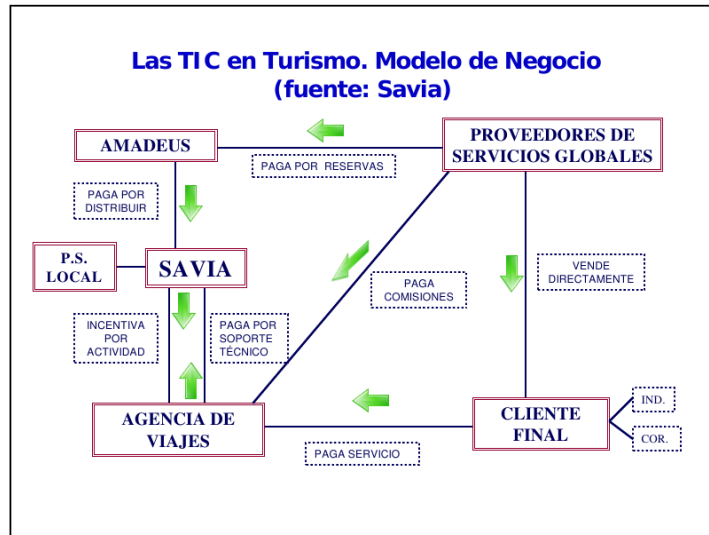 Las TIC en Turismo. Modelo de Negocio
(fuente: Savia)
AMADEUS
PROVEEDORES DE
SERVICIOS GLOBALES
PAGA POR RESERVAS
PAGA POR
DISTRIBUIR
P.S.
LOCAL
SAVIA
PAGA
COMISIONES
VENDE
DIRECTAMENTE
INCENTIVA
POR
ACTIVIDAD
PAGA POR
SOPORTE
TÉCNICO
AGENCIA DE
VIAJES
PAGA SERVICIO
CLIENTE
FINAL
IND.
COR.